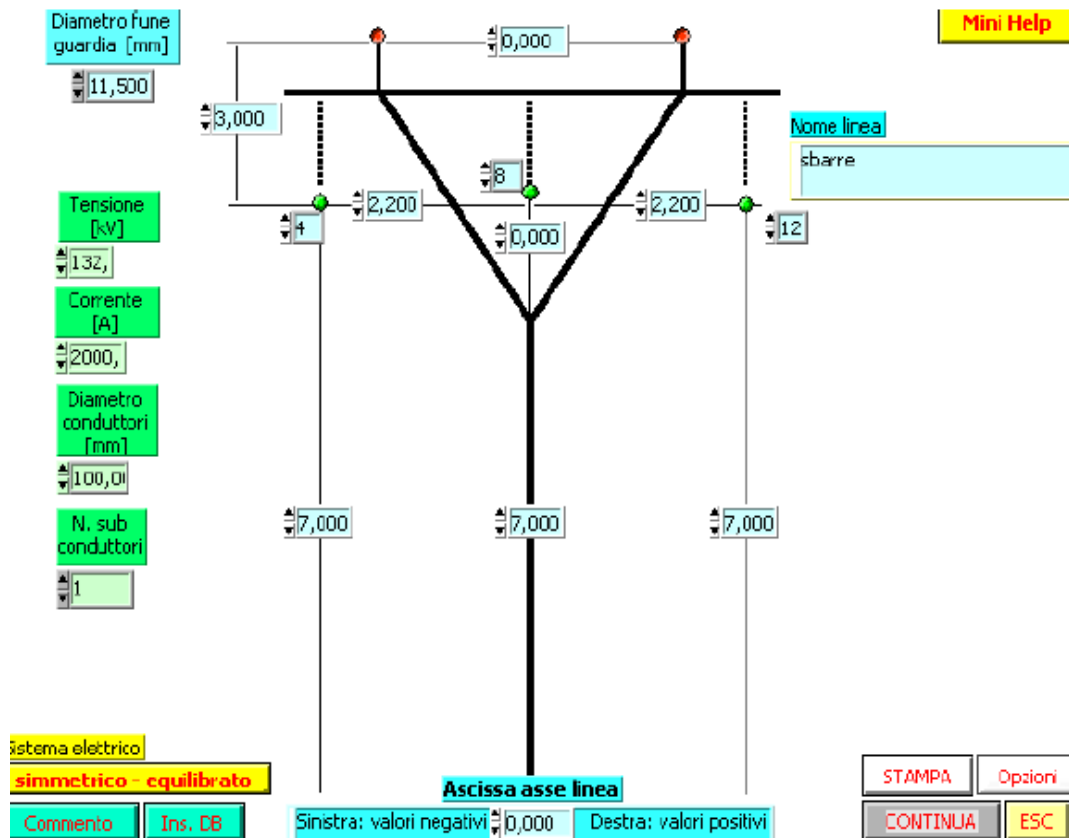 Diametro fune
guardia [mm]
11,500
0,000
Mini Help
3,000
Nome linea
sbarre
8
Tensione
[kV]
132,
2,200
2,200
4
0,000
12
Corrente
[A]
2000,
Diametro
conduttori
[mm]
100,0
N. sub
conduttori
1
7,000
7,000
7,000
Sistema elettrico
simmetrico - equilibrato
Ascissa asse linea
STAMPA
Opzioni
Commento
Ins. DB
Sinistra: valori negativi
0,000
Destra: valori positivi
CONTINUA
ESC